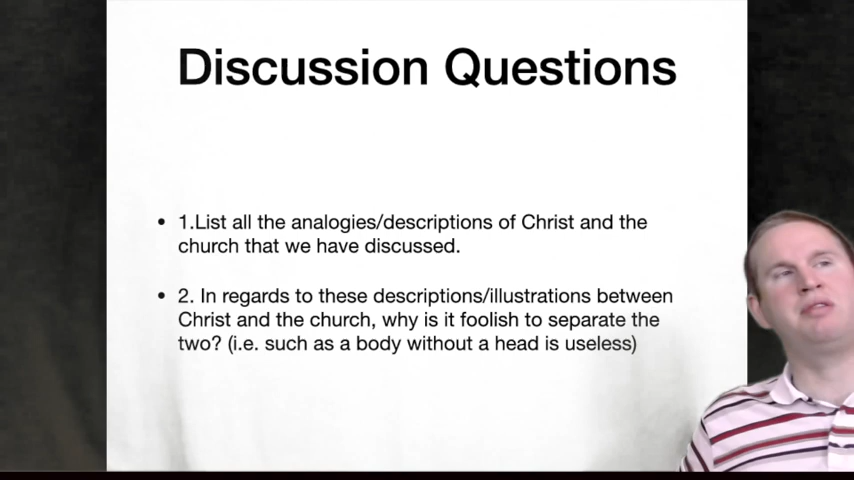 Discussion Questions
• 1.List all the analogies/descriptions of Christ and the
church that we have discussed.
• 2. In regards to these descriptions/illustrations between
Christ and the church, why is it foolish to separate the
two? (i.e. such as a body without a head is useless)